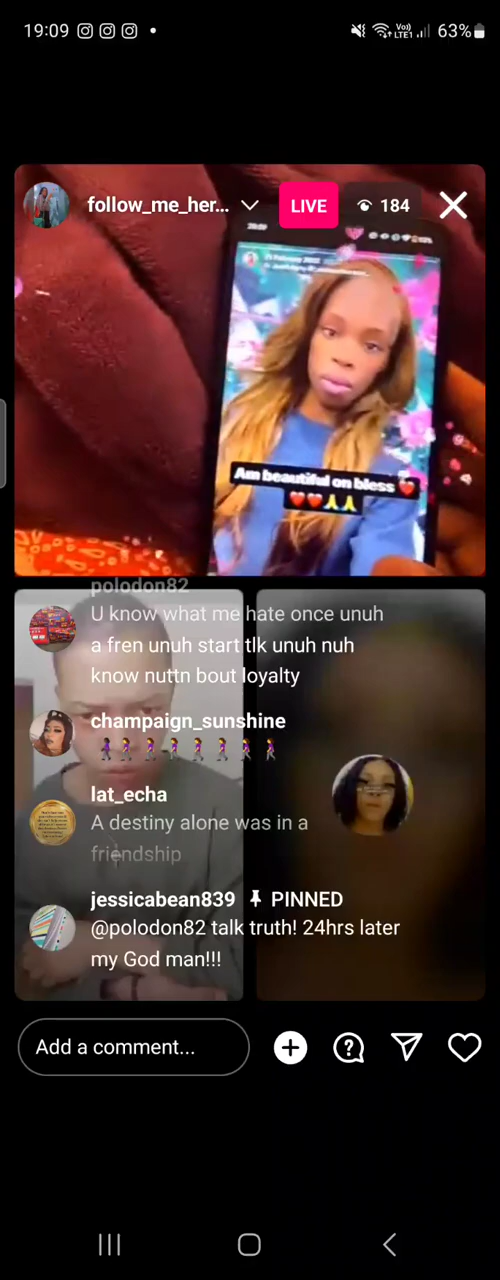 19:09
Vo)) LTE1 63%
follow_me_her... LIVE 184
Am beautiful on bless
polodon82
U know what me hate once unuh
a fren unuh start tlk unuh nuh
know nuttn bout loyalty
champaign_sunshine
lat_echa
A destiny alone was in a
friendship
jessicabean839 PINNED
@polodon82 talk truth! 24hrs later
my God man!!!
Add a comment...